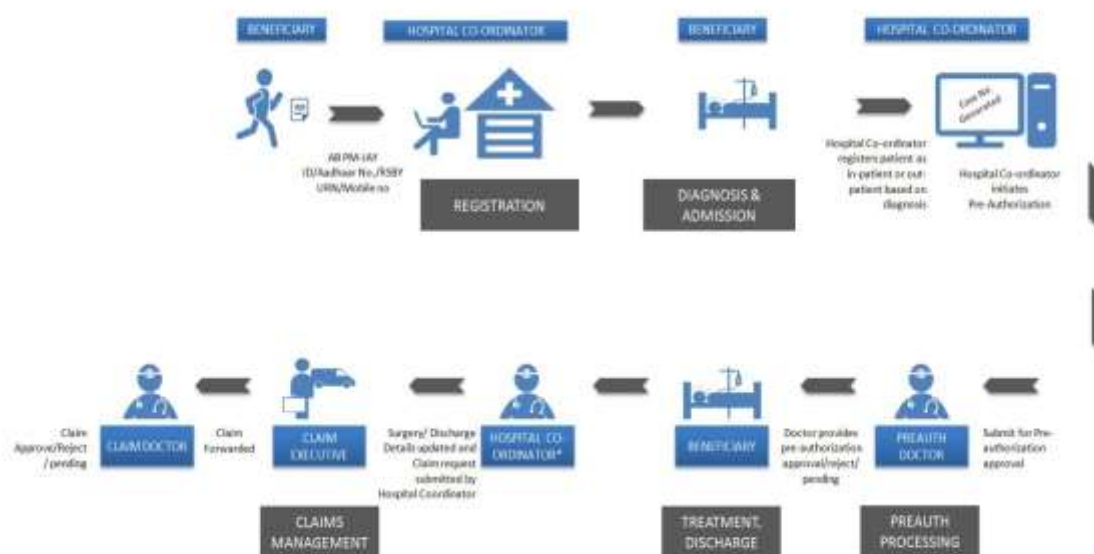 BENEFICIARY
HOSPITAL CO-ORDINATOR
BENEFICIARY
HOSPITAL CO-ORDINATOR
Case No
Generated
AB PM-JAY
ID/Aadhaar No./RSBY
URN/Mobile no
REGISTRATION
DIAGNOSIS &
ADMISSION
Hospital Co-ordinator
registers patient as
in-patient or out-
patient based on
diagnosis
Hospital Co-ordinator
initiates
Pre-Authorization
Claim
Approve/Reject
/ pending
CLAIM DOCTOR
Claim
Forwarded
CLAIM
EXECUTIVE
Surgery/ Discharge
Details updated and
Claim request
submitted by
Hospital Coordinator
HOSPITAL CO-
ORDINATOR*
BENEFICIARY
Doctor provides
pre-authorization
approval/reject/
pending
PREAUTH
DOCTOR
Submit for Pre-
authorization
approval
CLAIMS
MANAGEMENT
TREATMENT,
DISCHARGE
PREAUTH
PROCESSING